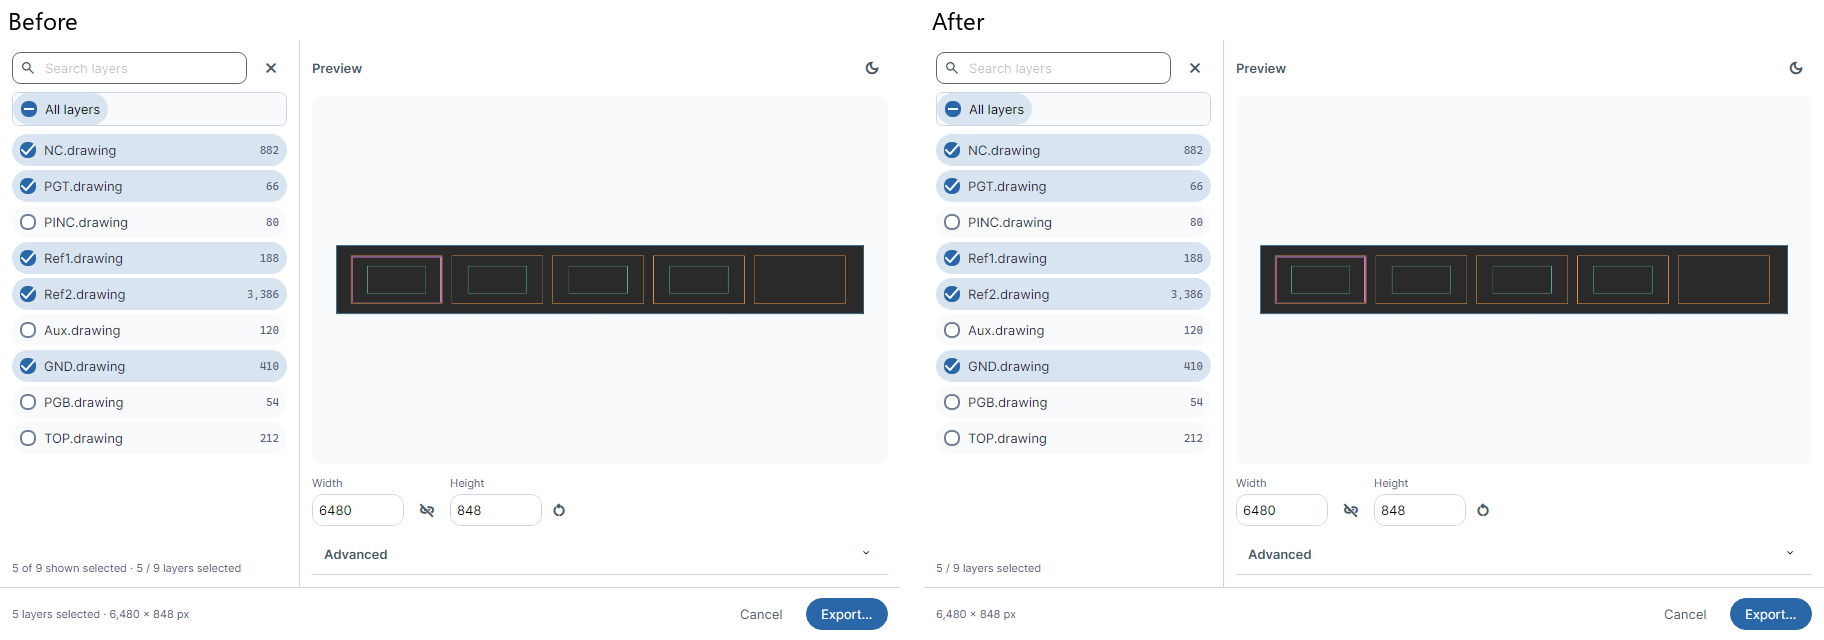 Before
Search layers
Preview
All layers
NC.drawing 882
PGT.drawing 66
PINC.drawing 80
Ref1.drawing 188
Ref2.drawing 3,386
Aux.drawing 120
GND.drawing 410
PGB.drawing 54
TOP.drawing 212
Width Height
6480 848
Advanced
5 of 9 shown selected · 5 / 9 layers selected
5 layers selected · 6,480 × 848 px
Cancel Export...
After
Search layers
Preview
All layers
NC.drawing 882
PGT.drawing 66
PINC.drawing 80
Ref1.drawing 188
Ref2.drawing 3,386
Aux.drawing 120
GND.drawing 410
PGB.drawing 54
TOP.drawing 212
Width Height
6480 848
Advanced
5 / 9 layers selected
6,480 × 848 px
Cancel Export...